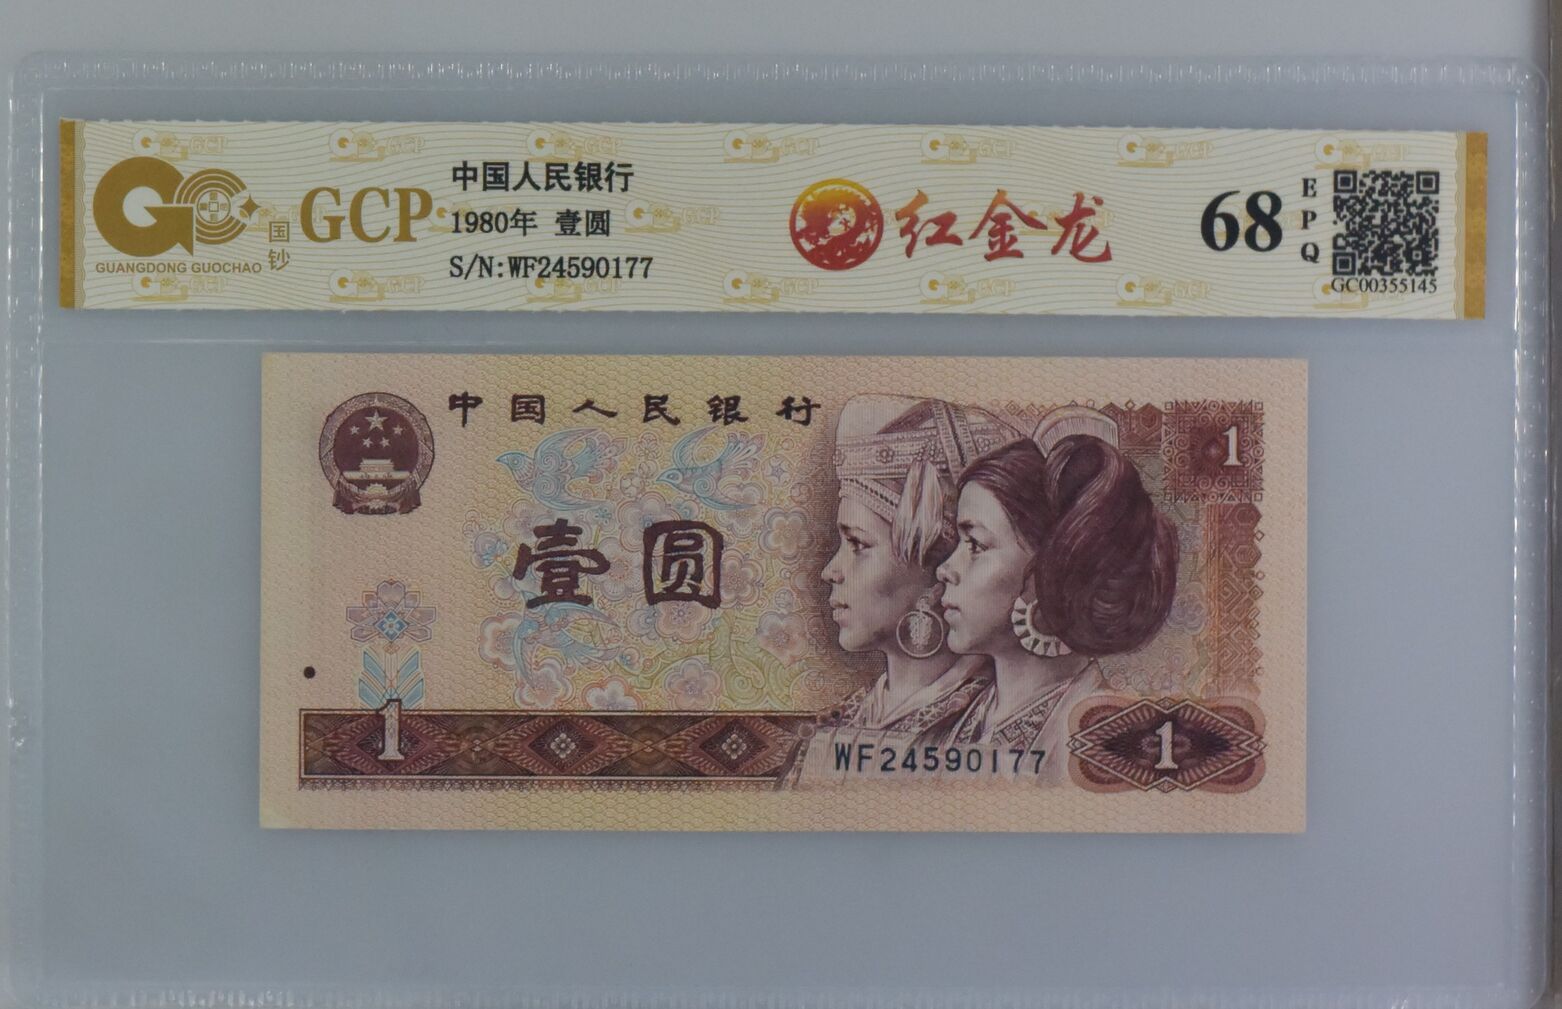 GUANGDONG GUOCHAO
国钞
GCP
中国人民银行
1980年 壹圆
S/N:WF24590177
红金龙
68
EPQ
GC00355145
中国人民银行
1
壹圆
1
WF24590177
1